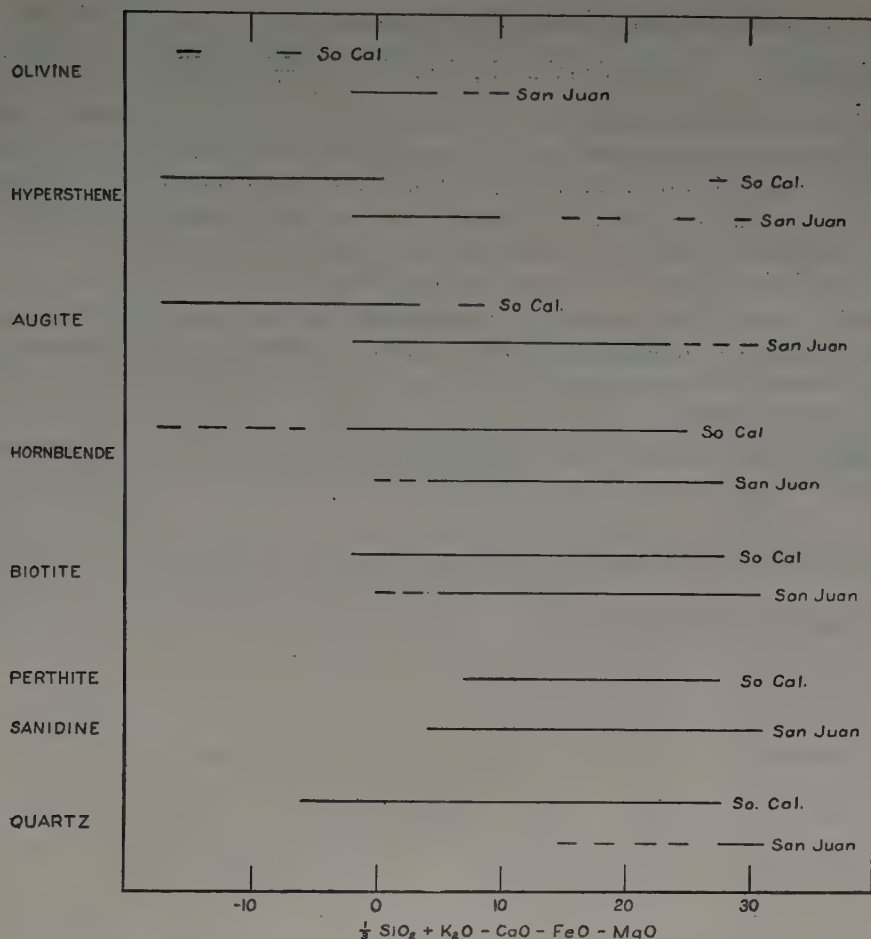 OLIVINE
So Cal.
San Juan
HYPERSTHENE
So Cal.
San Juan
AUGITE
So Cal.
San Juan
HORNBLENDE
So Cal
San Juan
BIOTITE
So Cal
San Juan
PERTHITE
So Cal.
SANIDINE
San Juan
QUARTZ
So. Cal.
San Juan
-10 0 10 20 30
⅓ SiO₂ + K₂O - CaO - FeO - MgO